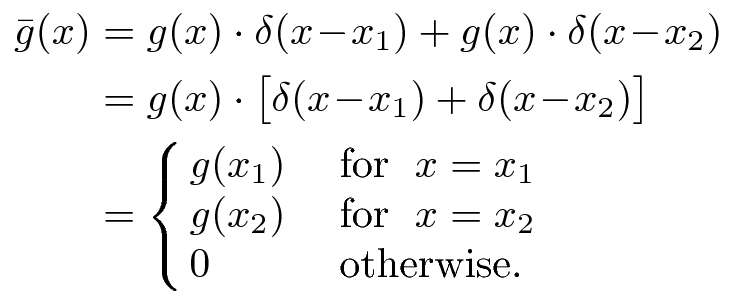 ḡ(x) = g(x) · δ(x−x₁) + g(x) · δ(x−x₂)
= g(x) · [δ(x−x₁) + δ(x−x₂)]
= { g(x₁) for x = x₁
g(x₂) for x = x₂
0 otherwise.